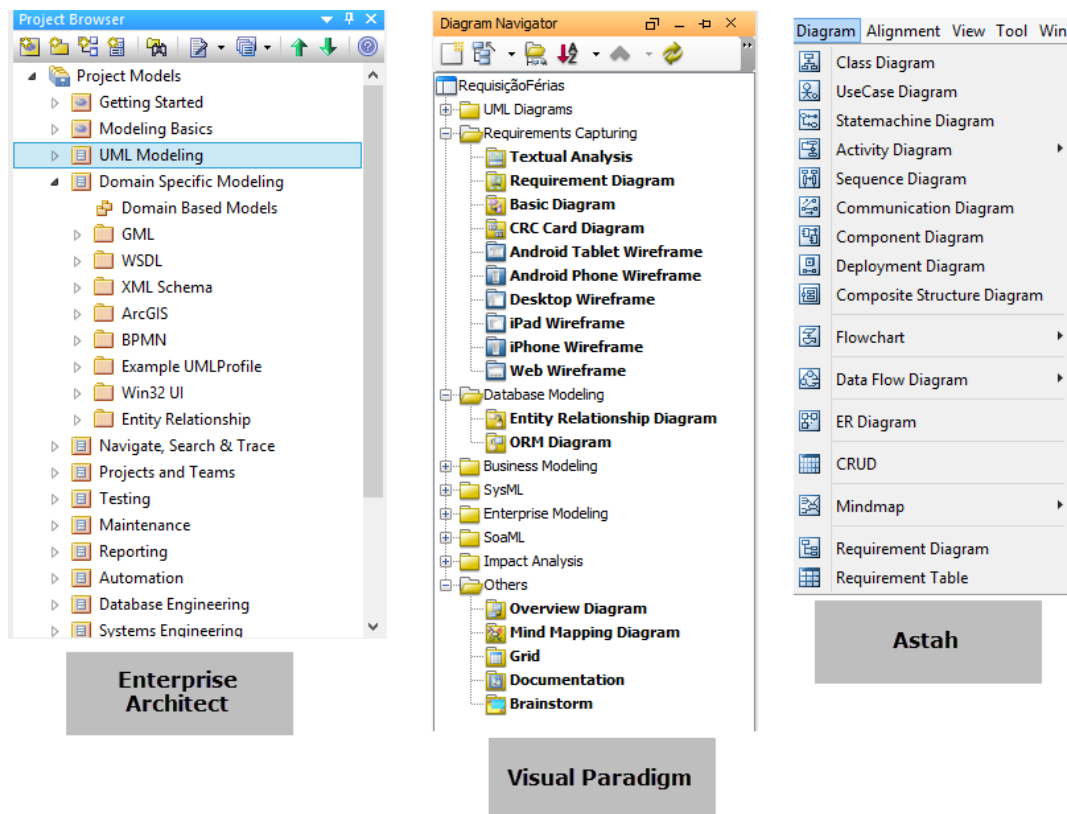 Project Browser
Project Models
Getting Started
Modeling Basics
UML Modeling
Domain Specific Modeling
Domain Based Models
GML
WSDL
XML Schema
ArcGIS
BPMN
Example UMLProfile
Win32 UI
Entity Relationship
Navigate, Search & Trace
Projects and Teams
Testing
Maintenance
Reporting
Automation
Database Engineering
Systems Engineering
Enterprise
Architect
Diagram Navigator
RequisiçãoFérias
UML Diagrams
Requirements Capturing
Textual Analysis
Requirement Diagram
Basic Diagram
CRC Card Diagram
Android Tablet Wireframe
Android Phone Wireframe
Desktop Wireframe
iPad Wireframe
iPhone Wireframe
Web Wireframe
Database Modeling
Entity Relationship Diagram
ORM Diagram
Business Modeling
SysML
Enterprise Modeling
SoaML
Impact Analysis
Others
Overview Diagram
Mind Mapping Diagram
Grid
Documentation
Brainstorm
Visual Paradigm
Diagram Alignment View Tool Win
Class Diagram
UseCase Diagram
Statemachine Diagram
Activity Diagram
Sequence Diagram
Communication Diagram
Component Diagram
Deployment Diagram
Composite Structure Diagram
Flowchart
Data Flow Diagram
ER Diagram
CRUD
Mindmap
Requirement Diagram
Requirement Table
Astah